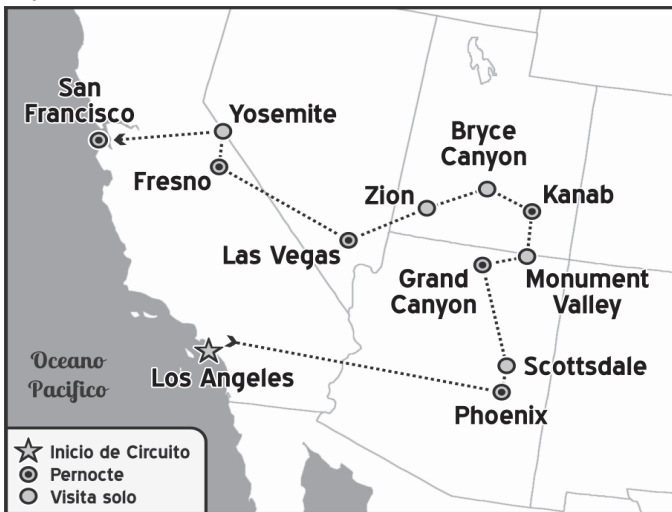 San
Francisco
Yosemite
Bryce
Canyon
Fresno
Zion
Kanab
Las Vegas
Grand
Canyon
Monument
Valley
Oceano
Pacifico
Los Angeles
Scottsdale
Phoenix
Inicio de Circuito
Pernocte
Visita solo